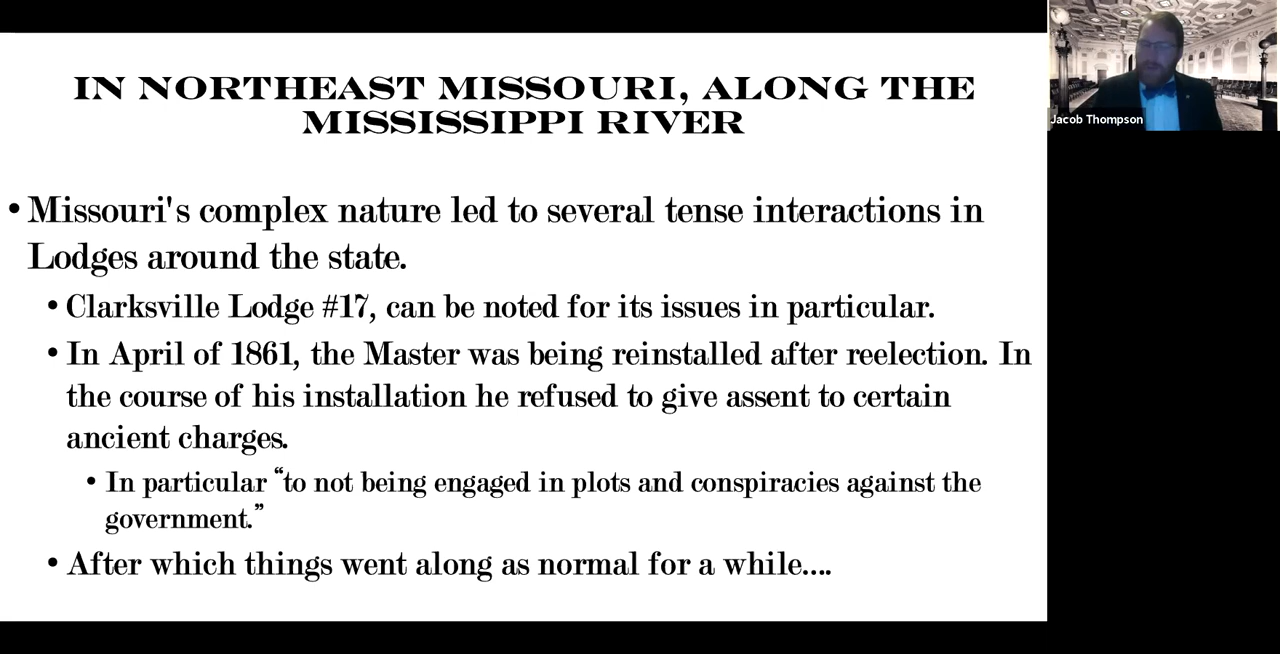 IN NORTHEAST MISSOURI, ALONG THE
MISSISSIPPI RIVER
• Missouri's complex nature led to several tense interactions in
Lodges around the state.
• Clarksville Lodge #17, can be noted for its issues in particular.
• In April of 1861, the Master was being reinstalled after reelection. In
the course of his installation he refused to give assent to certain
ancient charges.
• In particular “to not being engaged in plots and conspiracies against the
government.”
• After which things went along as normal for a while....
Jacob Thompson